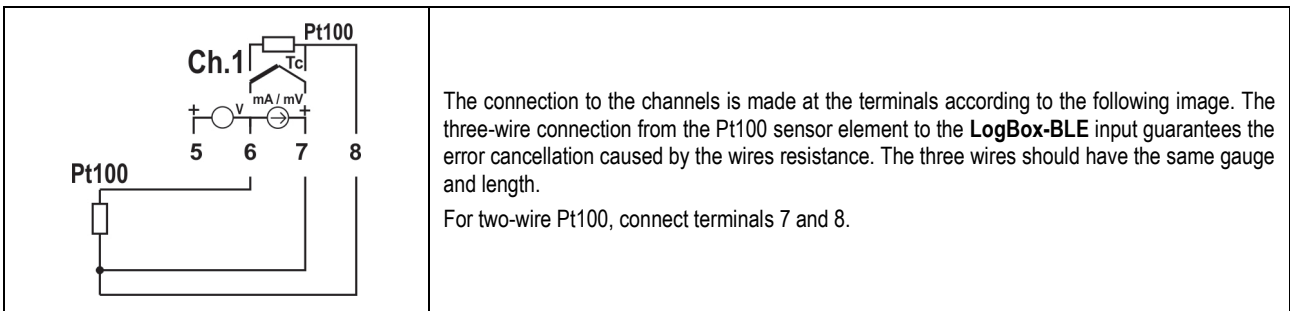 Pt100
Ch.1
Tc
mA / mV
+ V +
5 6 7 8
Pt100
The connection to the channels is made at the terminals according to the following image. The
three-wire connection from the Pt100 sensor element to the LogBox-BLE input guarantees the
error cancellation caused by the wires resistance. The three wires should have the same gauge
and length.
For two-wire Pt100, connect terminals 7 and 8.